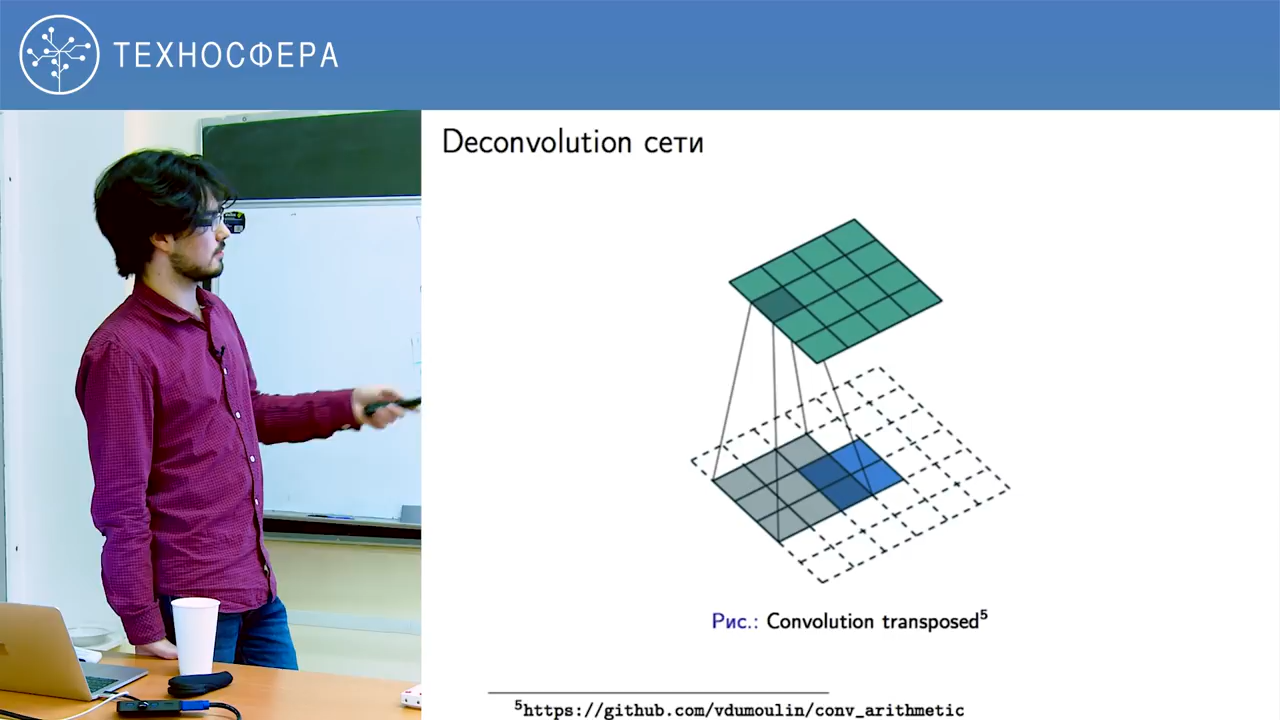 ТЕХНОСФЕРА
Deconvolution сети
Рис.: Convolution transposed⁵
⁵https://github.com/vdumoulin/conv_arithmetic